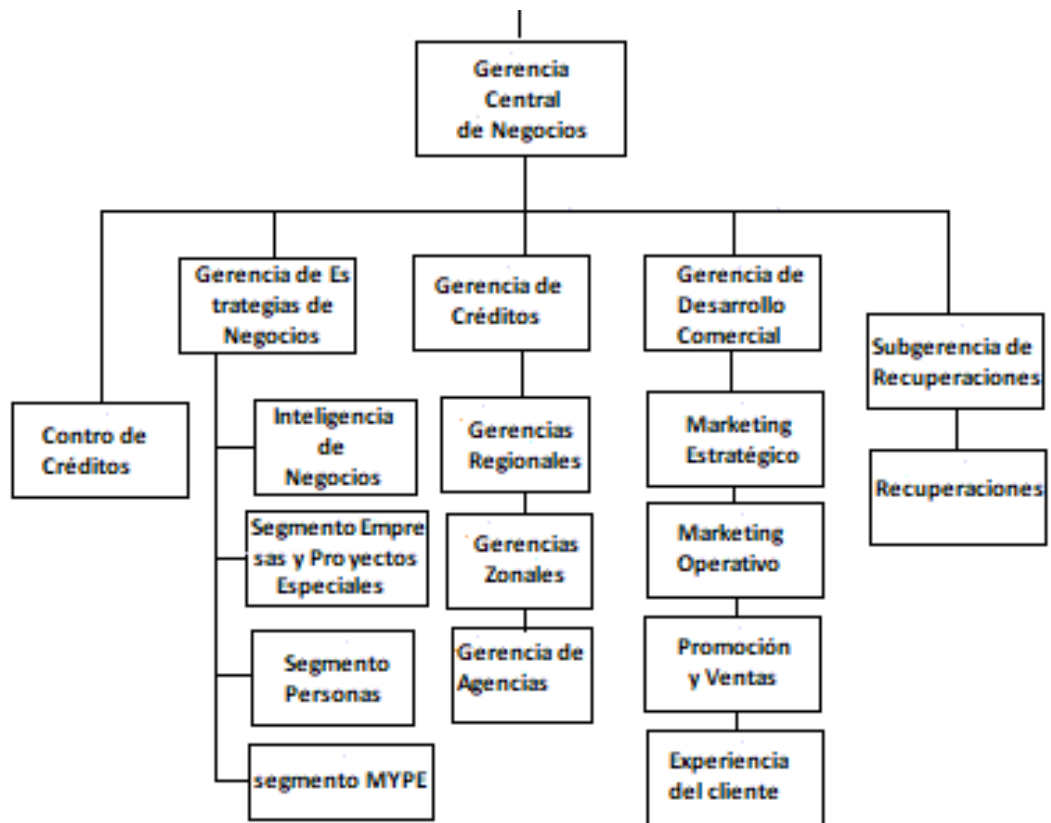 Gerencia
Central
de Negocios
Gerencia de Es
trategias de
Negocios
Gerencia de
Créditos
Gerencia de
Desarrollo
Comercial
Subgerencia de
Recuperaciones
Contro de
Créditos
Inteligencia
de
Negocios
Segmento Empre
sas y Proyectos
Especiales
Segmento
Personas
segmento MYPE
Gerencias
Regionales
Gerencias
Zonales
Gerencia de
Agencias
Marketing
Estratégico
Marketing
Operativo
Promoción
y Ventas
Experiencia
del cliente
Recuperaciones